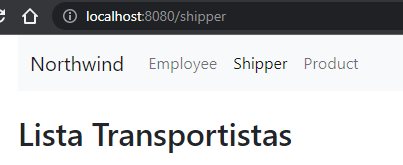 localhost:8080/shipper
Northwind Employee Shipper Product
Lista Transportistas